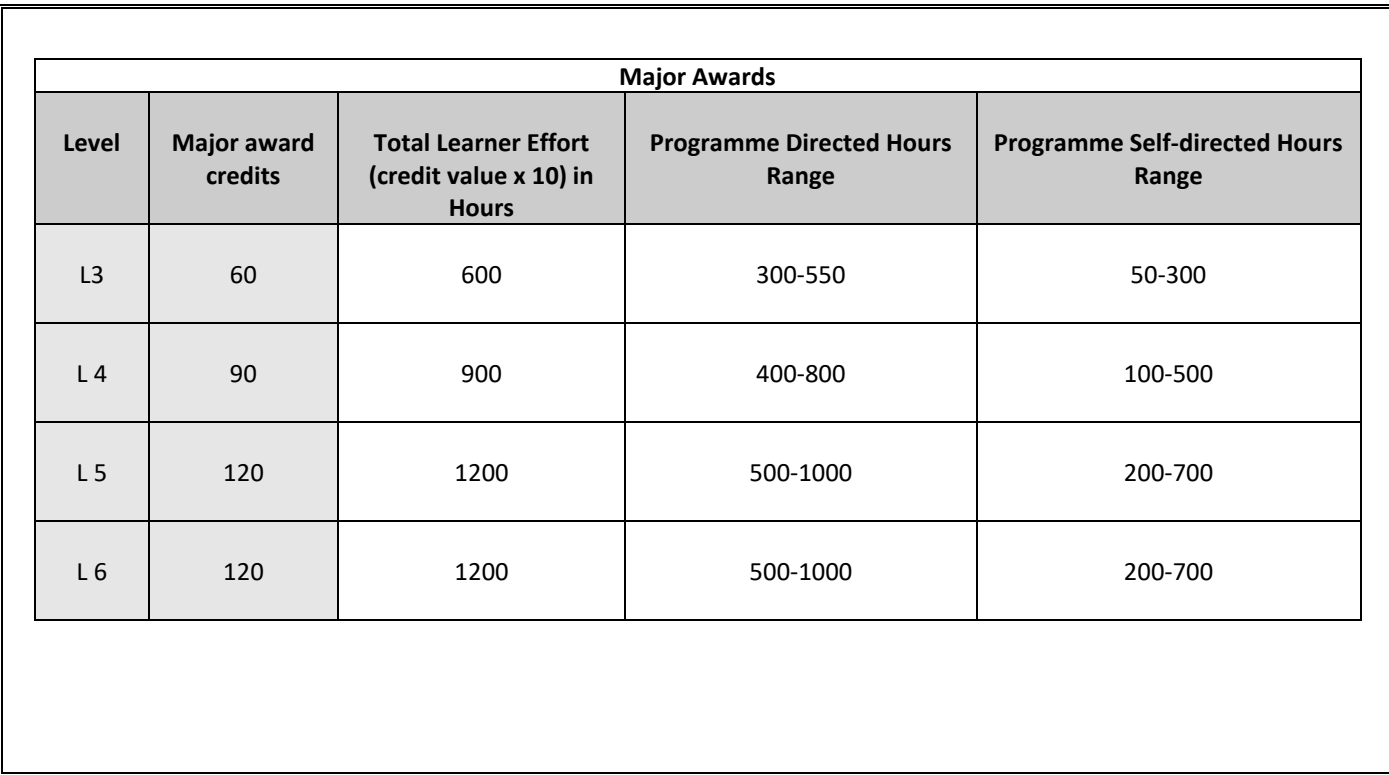 Major Awards
Level Major award credits Total Learner Effort (credit value x 10) in Hours Programme Directed Hours Range Programme Self-directed Hours Range
L3 60 600 300-550 50-300
L 4 90 900 400-800 100-500
L 5 120 1200 500-1000 200-700
L 6 120 1200 500-1000 200-700